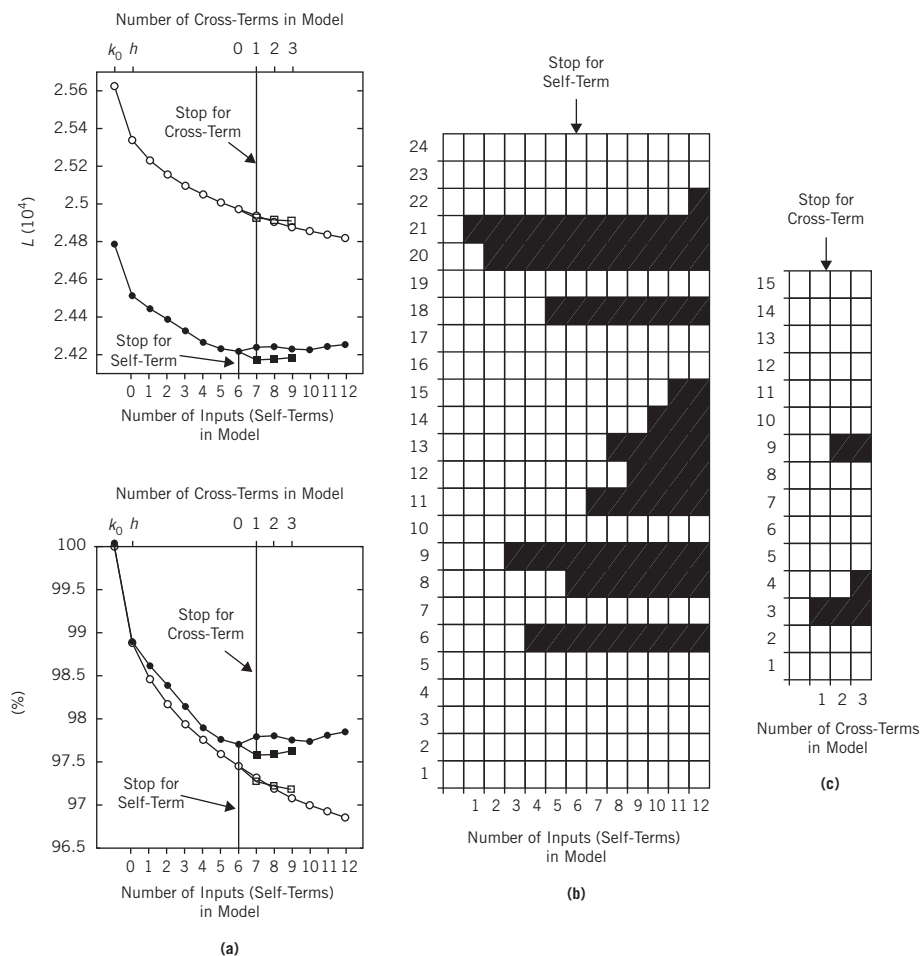 Number of Cross-Terms in Model
k0 h 0 1 2 3
2.56
2.54
2.52
2.5
2.48
2.46
2.44
2.42
L (10^4)
Stop for
Cross-Term
Stop for
Self-Term
0 1 2 3 4 5 6 7 8 9 10 11 12
Number of Inputs (Self-Terms)
in Model
Number of Cross-Terms in Model
k0 h 0 1 2 3
100
99.5
99
98.5
98
97.5
97
96.5
(%)
Stop for
Cross-Term
Stop for
Self-Term
0 1 2 3 4 5 6 7 8 9 10 11 12
Number of Inputs (Self-Terms)
in Model
(a)
Stop for
Self-Term
24
23
22
21
20
19
18
17
16
15
14
13
12
11
10
9
8
7
6
5
4
3
2
1
1 2 3 4 5 6 7 8 9 10 11 12
Number of Inputs (Self-Terms)
in Model
(b)
Stop for
Cross-Term
15
14
13
12
11
10
9
8
7
6
5
4
3
2
1
1 2 3
Number of Cross-Terms
in Model
(c)